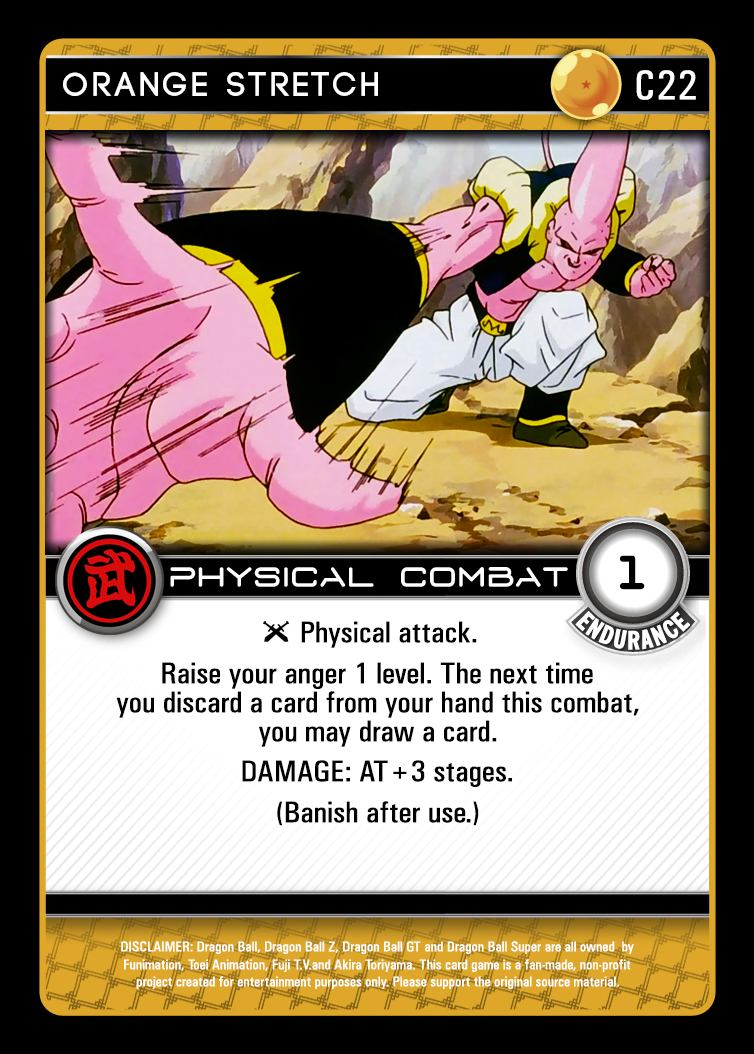 ORANGE STRETCH
C22
武
PHYSICAL COMBAT
1
ENDURANCE
Physical attack.
Raise your anger 1 level. The next time
you discard a card from your hand this combat,
you may draw a card.
DAMAGE: AT+3 stages.
(Banish after use.)
DISCLAIMER: Dragon Ball, Dragon Ball Z, Dragon Ball GT and Dragon Ball Super are all owned by
Funimation, Toei Animation, Fuji T.V.and Akira Toriyama. This card game is a fan-made, non-profit
project created for entertainment purposes only. Please support the original source material.